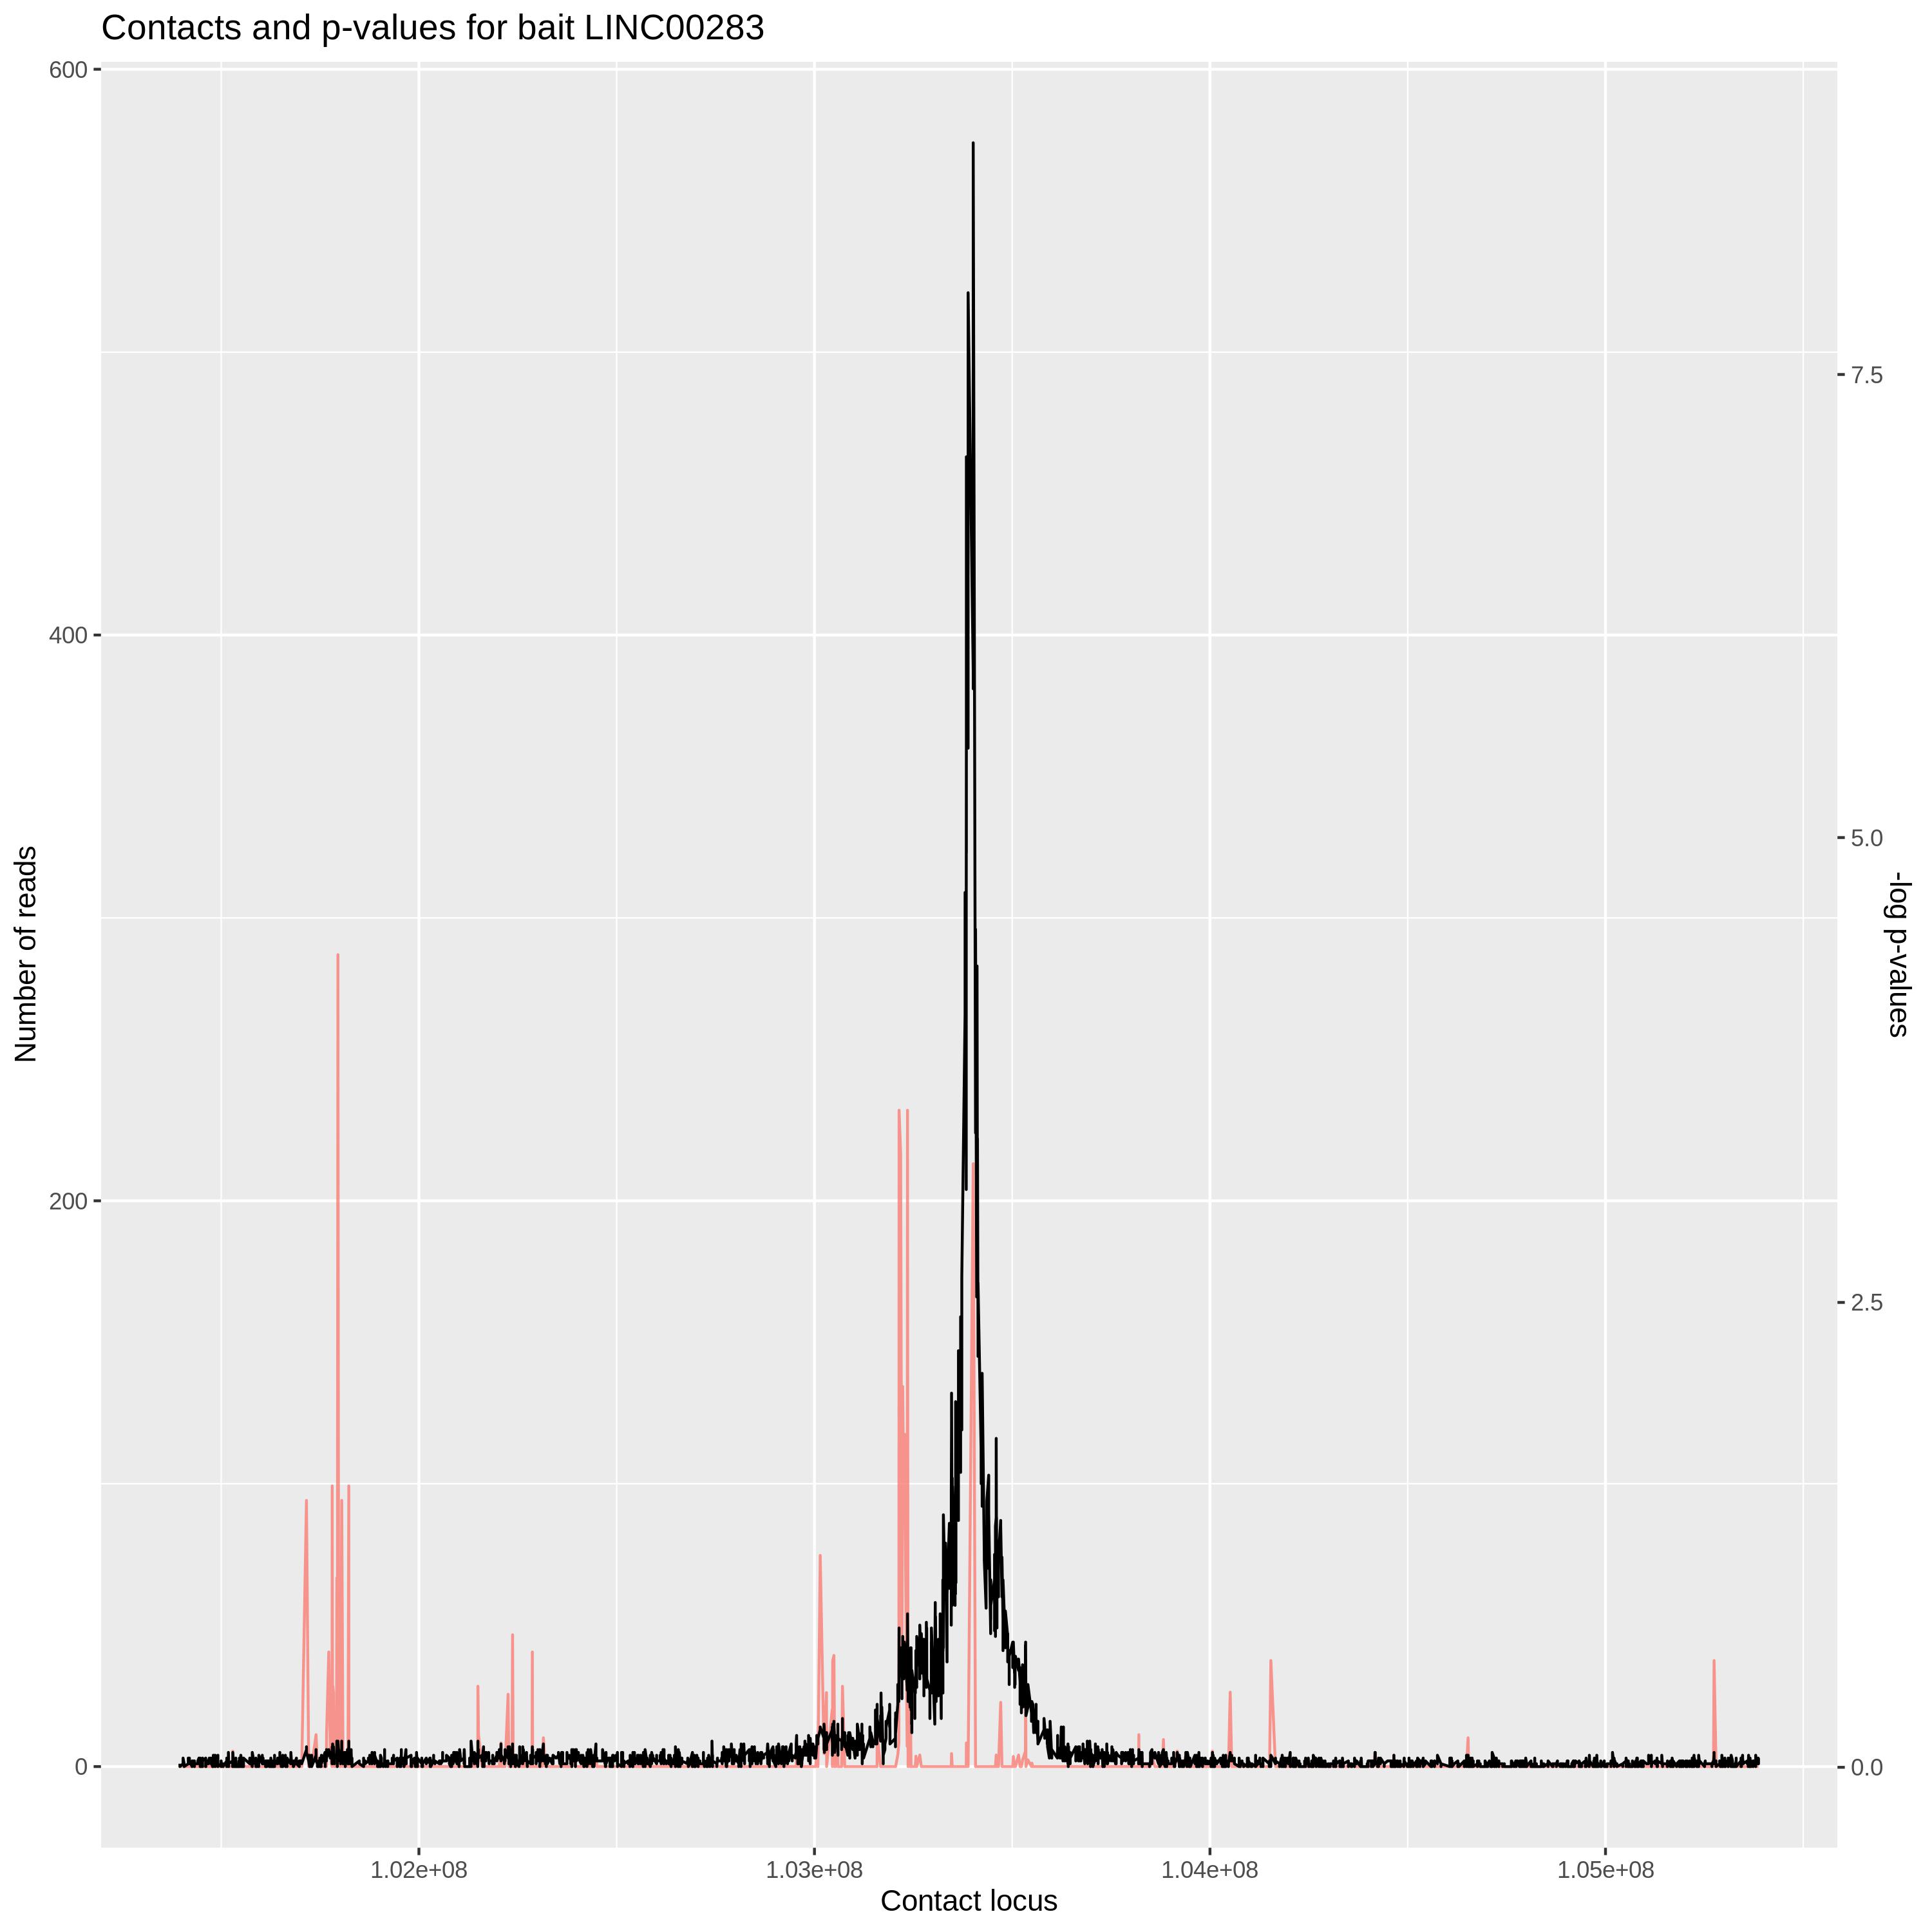 Contacts and p-values for bait LINC00283
600
400
200
0
Number of reads
7.5
5.0
2.5
0.0
-log p-values
1.02e+08
1.03e+08
1.04e+08
1.05e+08
Contact locus